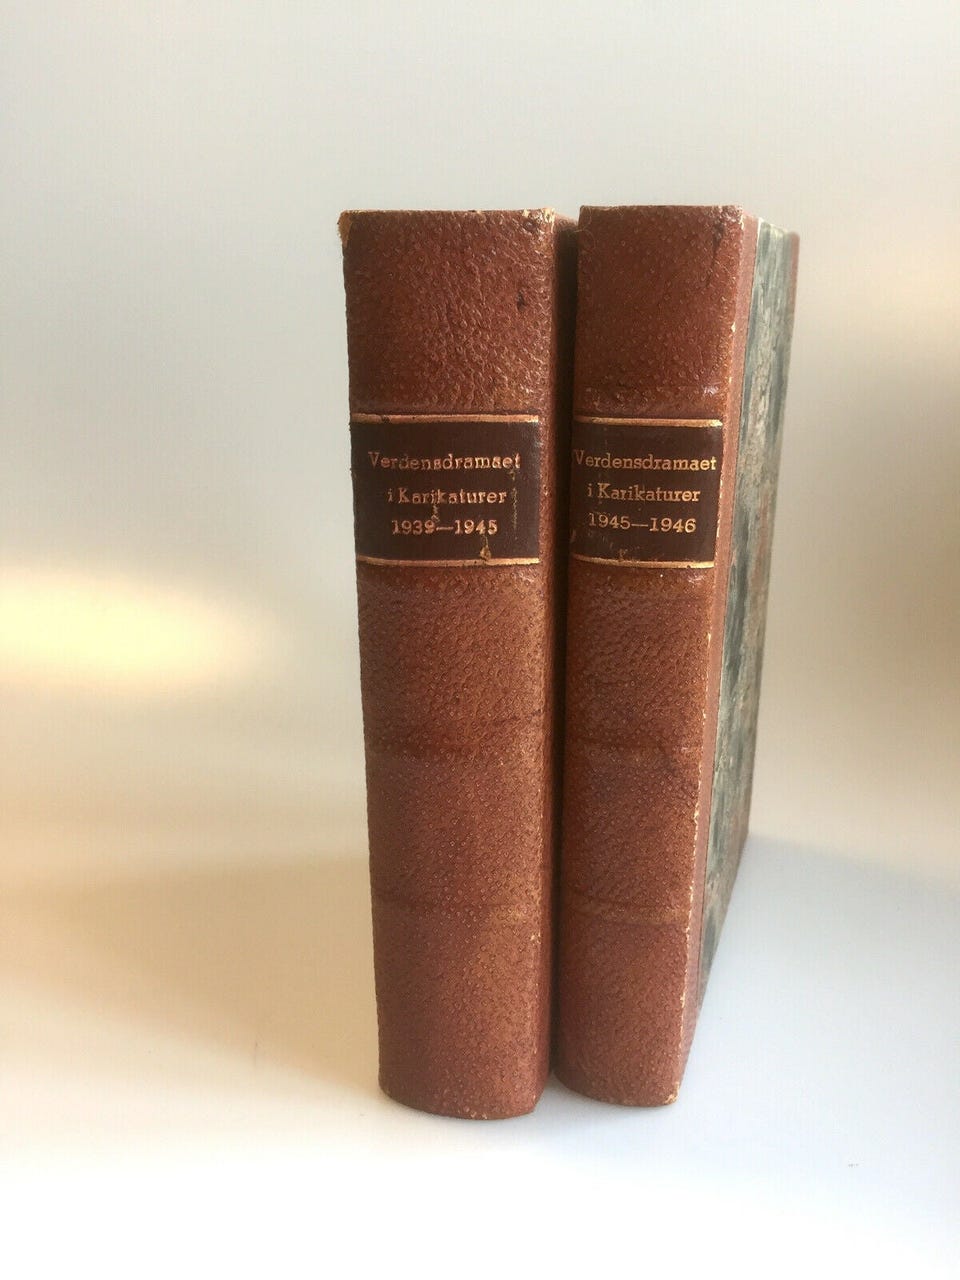 Verdensdramaet
i Karikaturer
1939—1945
Verdensdramaet
i Karikaturer
1945—1946